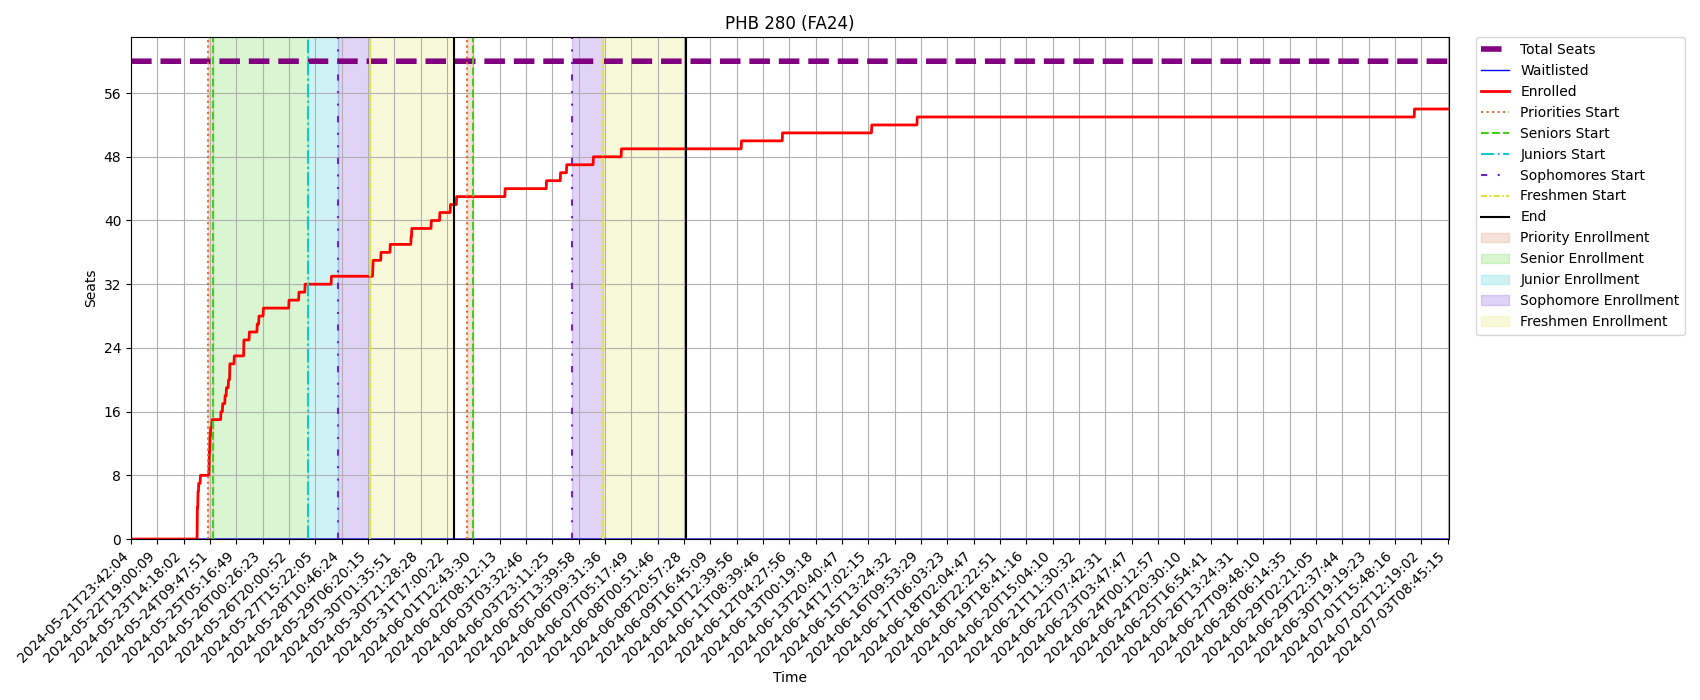 PHB 280 (FA24)
Total Seats
Waitlisted
Enrolled
Priorities Start
Seniors Start
Juniors Start
Sophomores Start
Freshmen Start
End
Priority Enrollment
Senior Enrollment
Junior Enrollment
Sophomore Enrollment
Freshmen Enrollment
Seats
56
48
40
32
24
16
8
0
2024-05-21T23:42:04
2024-05-22T19:00:09
2024-05-23T14:18:02
2024-05-24T09:47:51
2024-05-25T05:16:49
2024-05-26T00:26:23
2024-05-26T20:00:52
2024-05-27T15:22:05
2024-05-28T10:46:24
2024-05-29T06:20:15
2024-05-30T01:35:51
2024-05-30T21:28:28
2024-05-31T17:00:22
2024-06-01T12:43:30
2024-06-02T08:12:13
2024-06-03T03:32:46
2024-06-03T23:11:25
2024-06-05T13:39:58
2024-06-06T09:31:36
2024-06-07T05:17:49
2024-06-08T00:51:46
2024-06-08T20:57:28
2024-06-09T16:45:09
2024-06-10T12:39:56
2024-06-11T08:39:46
2024-06-12T04:27:56
2024-06-13T00:19:18
2024-06-13T20:40:47
2024-06-14T17:02:15
2024-06-15T13:24:32
2024-06-16T09:53:29
2024-06-17T06:03:23
2024-06-18T02:04:47
2024-06-18T22:22:51
2024-06-19T18:41:16
2024-06-20T15:04:10
2024-06-21T11:30:32
2024-06-22T07:42:31
2024-06-23T03:47:47
2024-06-24T00:12:57
2024-06-24T20:30:10
2024-06-25T16:54:41
2024-06-26T13:24:31
2024-06-27T09:48:10
2024-06-28T06:14:35
2024-06-29T02:21:05
2024-06-29T22:37:44
2024-06-30T19:19:23
2024-07-01T15:48:16
2024-07-02T12:19:02
2024-07-03T08:45:15
Time